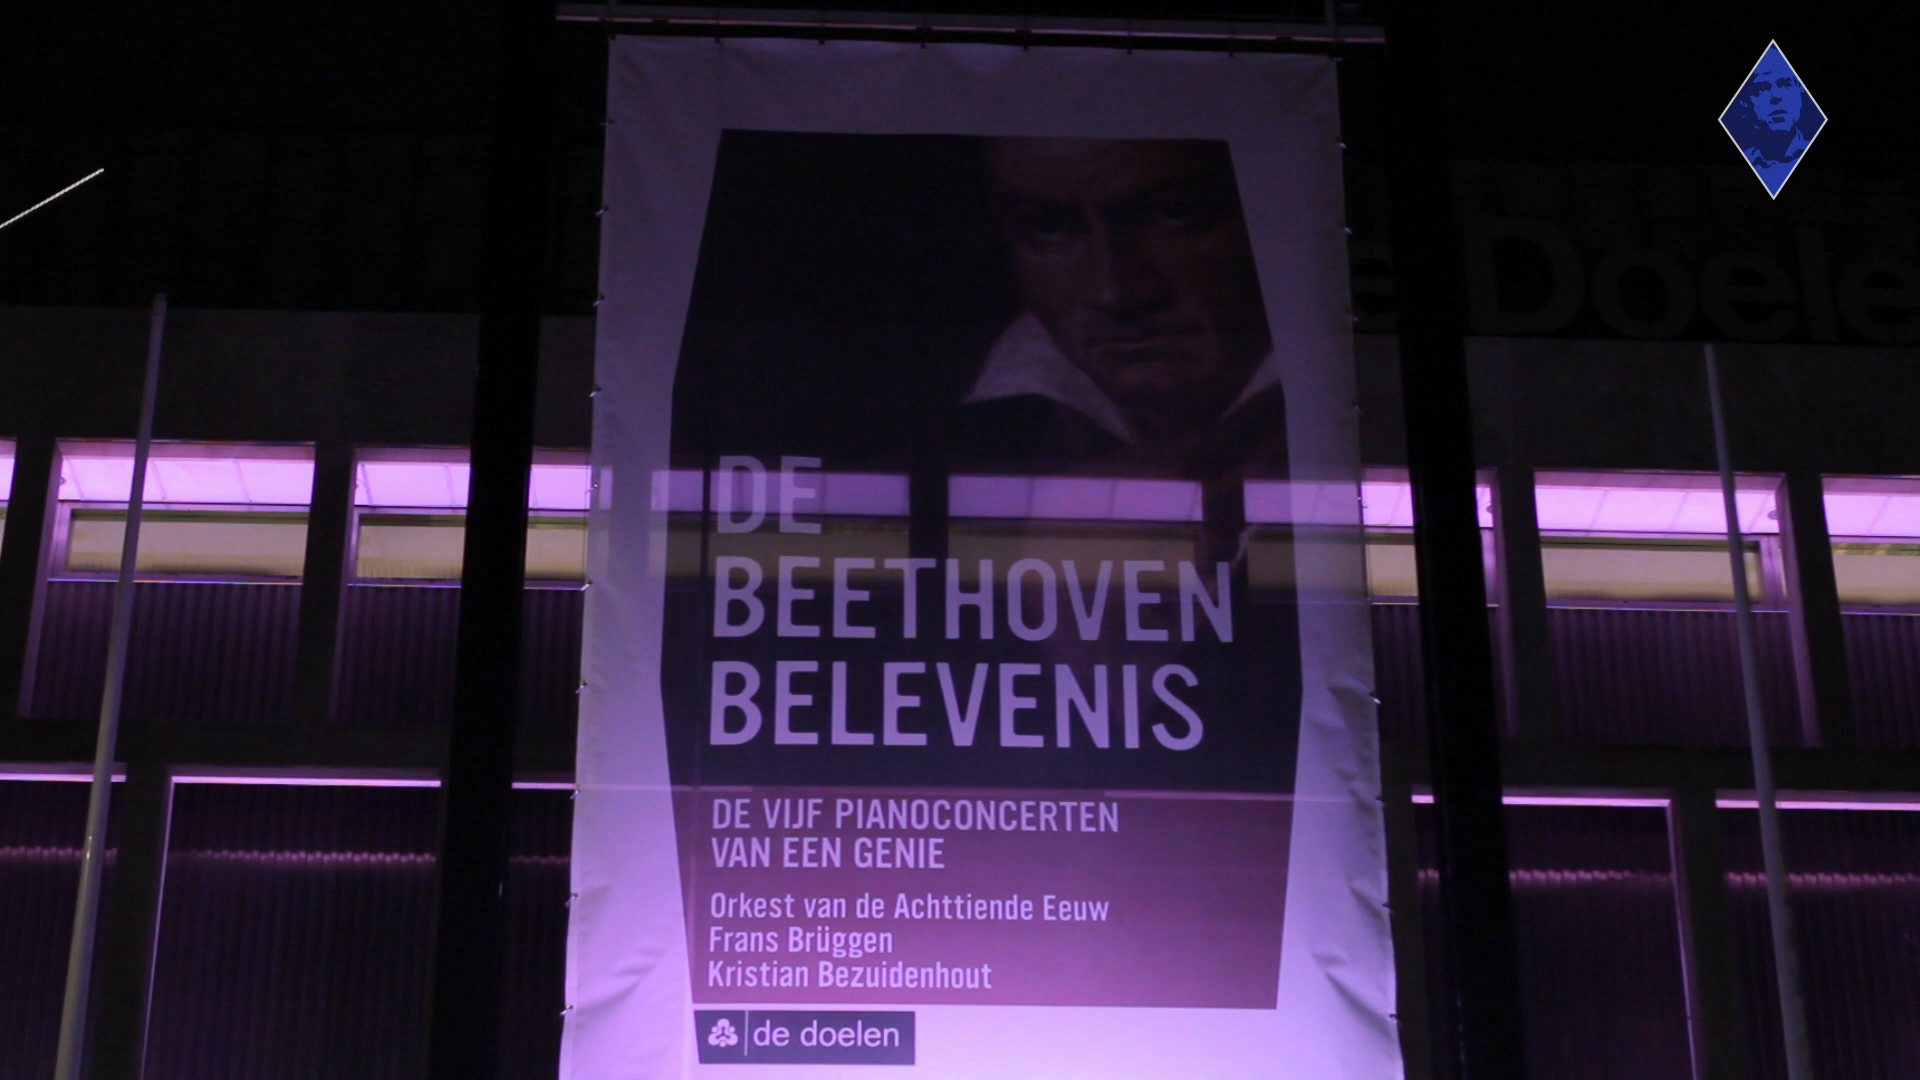 DE
BEETHOVEN
BELEVENIS
DE VIJF PIANOCONCERTEN
VAN EEN GENIE
Orkest van de Achttiende Eeuw
Frans Brüggen
Kristian Bezuidenhout
de doelen
e Doele